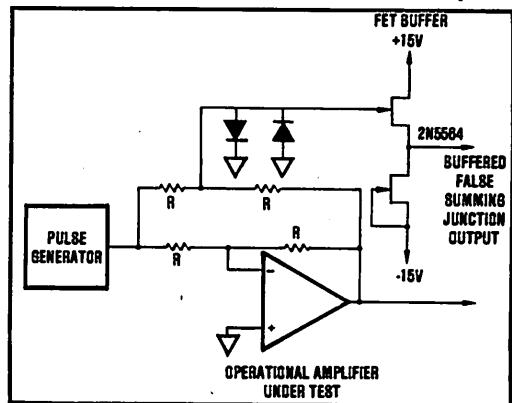 FET BUFFER
+15V
2N5564
BUFFERED
FALSE
SUMMING
JUNCTION
OUTPUT
R
R
PULSE
GENERATOR
R
R
-15V
−
+
OPERATIONAL AMPLIFIER
UNDER TEST